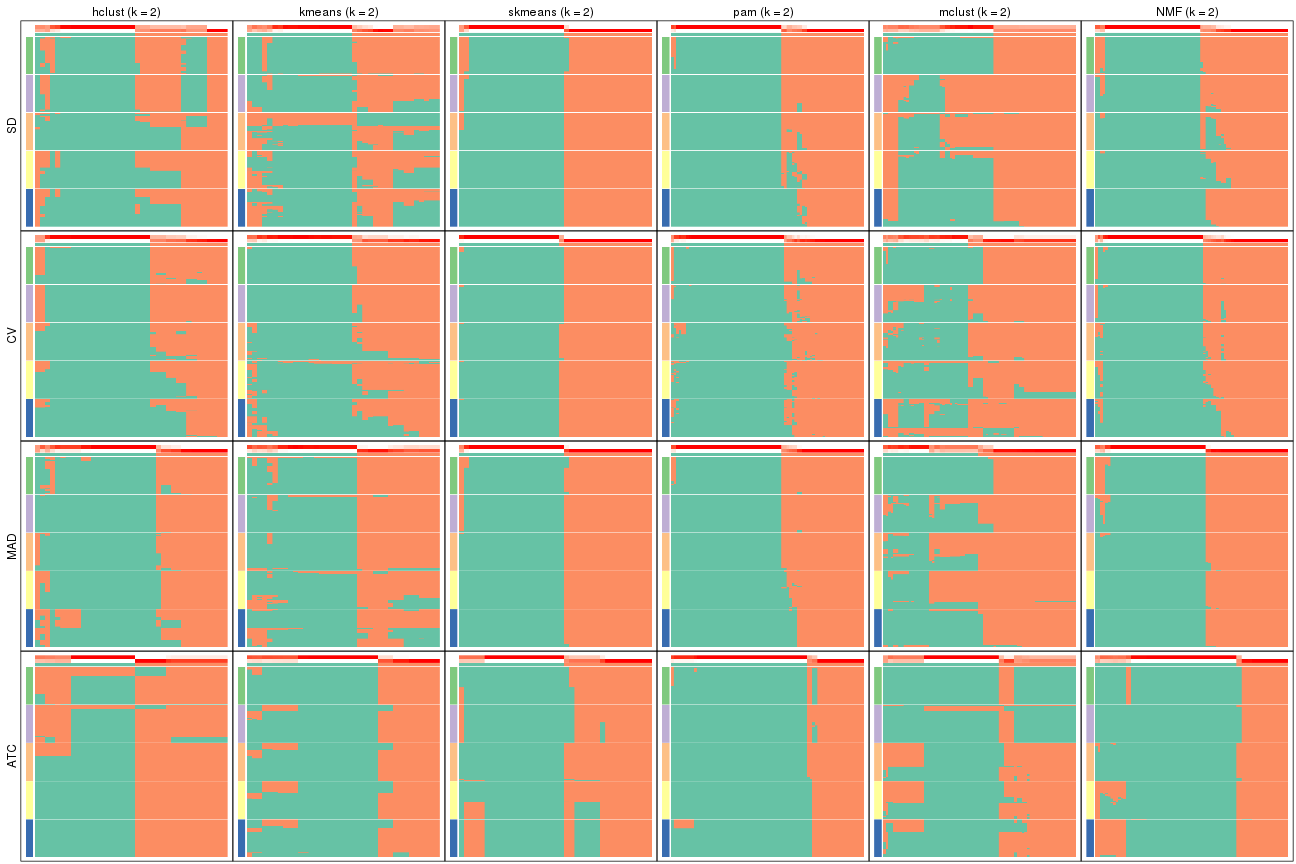 hclust (k = 2)
kmeans (k = 2)
skmeans (k = 2)
pam (k = 2)
mclust (k = 2)
NMF (k = 2)
SD
CV
MAD
ATC